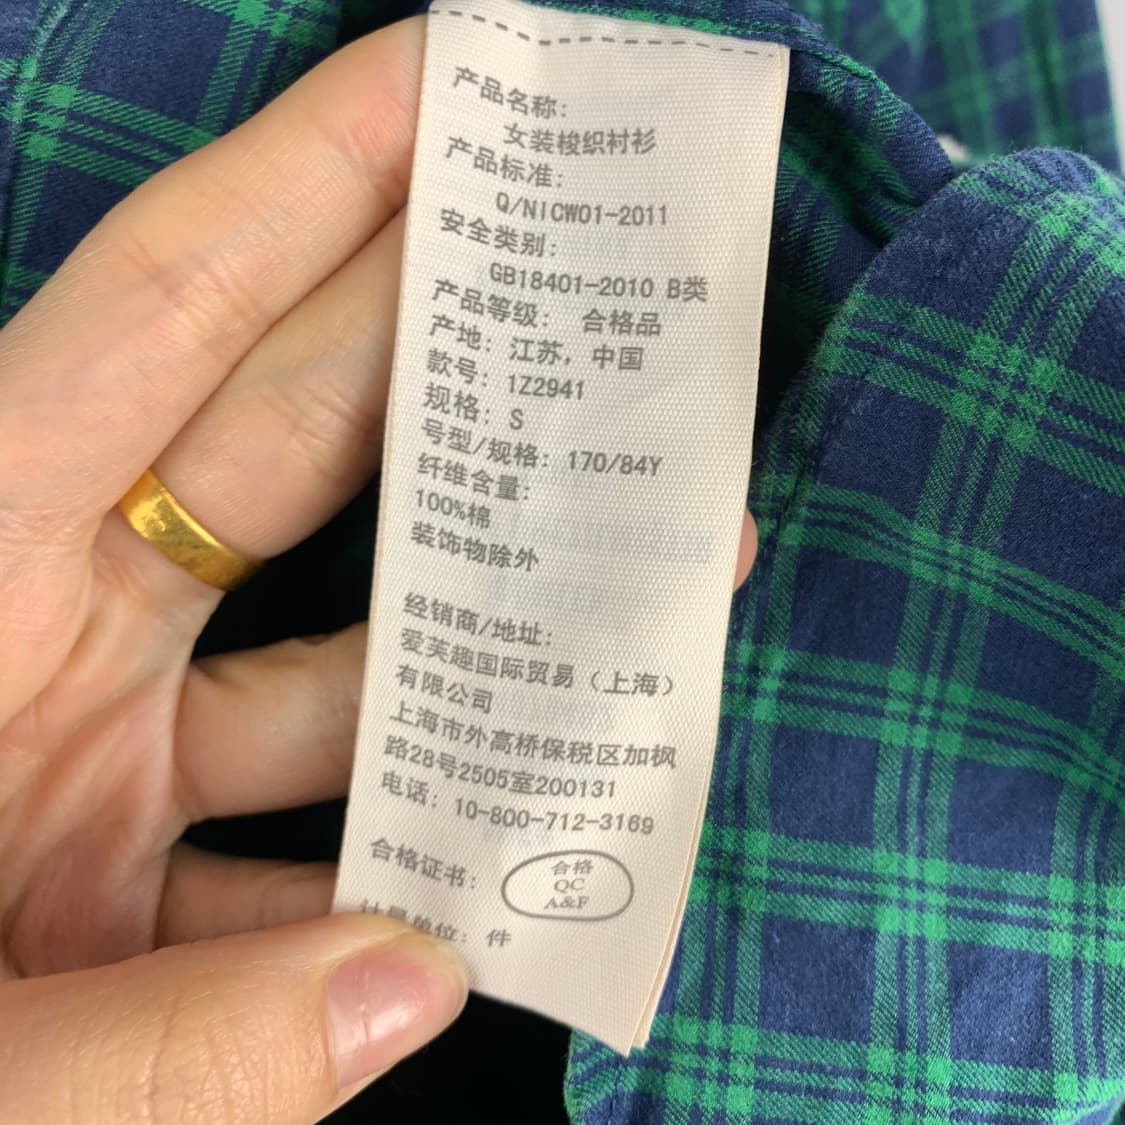 产品名称:
女装梭织衬衫
产品标准:
Q/NICW01-2011
安全类别:
GB18401-2010 B类
产品等级: 合格品
产地: 江苏, 中国
款号: 1Z2941
规格: S
号型/规格: 170/84Y
纤维含量:
100%棉
装饰物除外
经销商/地址:
爱芙趣国际贸易（上海）
有限公司
上海市外高桥保税区加枫
路28号2505室200131
电话: 10-800-712-3169
合格证书:
合格
QC
A&F
计量单位: 件